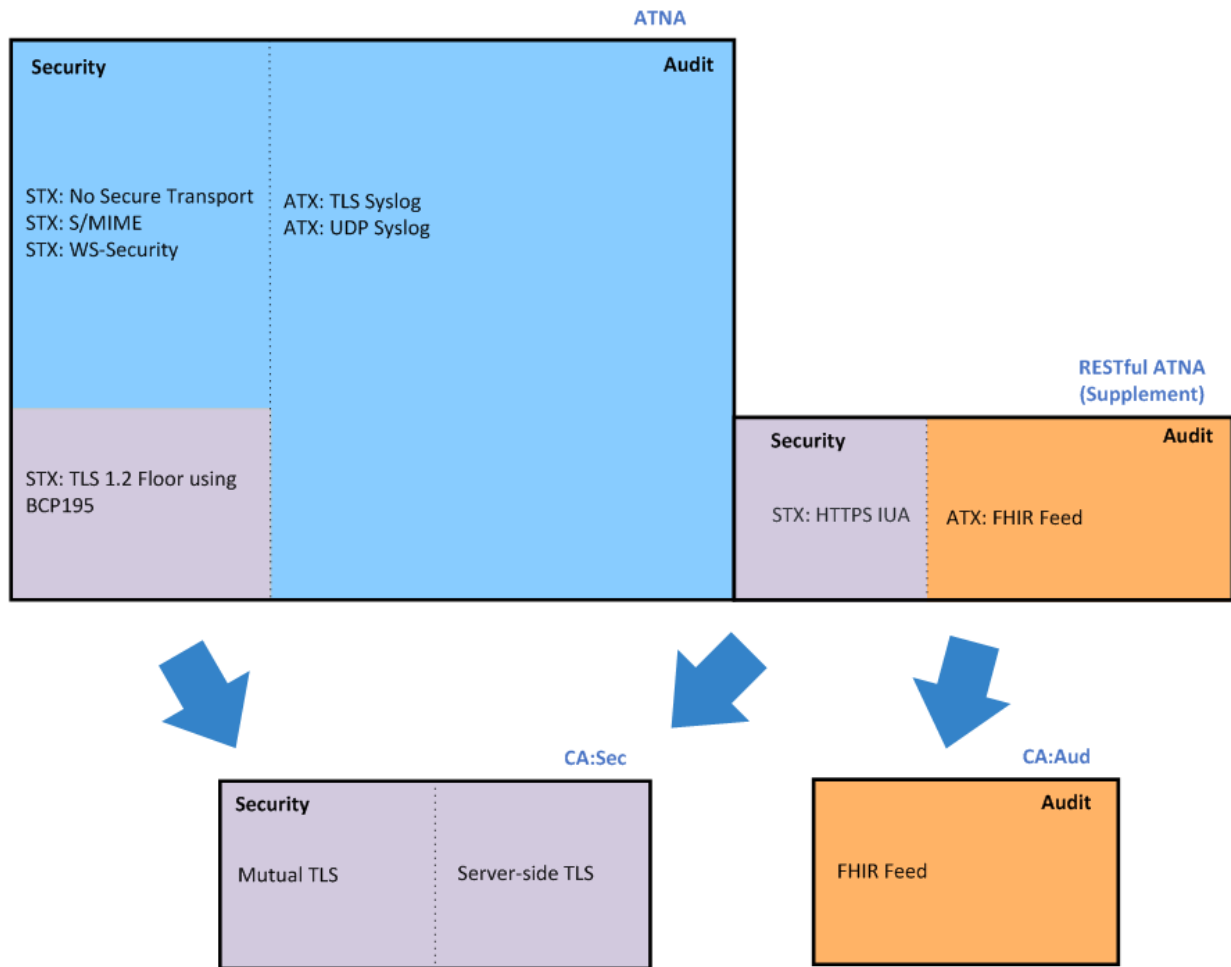 ATNA
Security
Audit
STX: No Secure Transport
STX: S/MIME
STX: WS-Security
ATX: TLS Syslog
ATX: UDP Syslog
STX: TLS 1.2 Floor using
BCP195
RESTful ATNA
(Supplement)
Security
Audit
STX: HTTPS IUA
ATX: FHIR Feed
CA:Sec
Security
Mutual TLS
Server-side TLS
CA:Aud
Audit
FHIR Feed